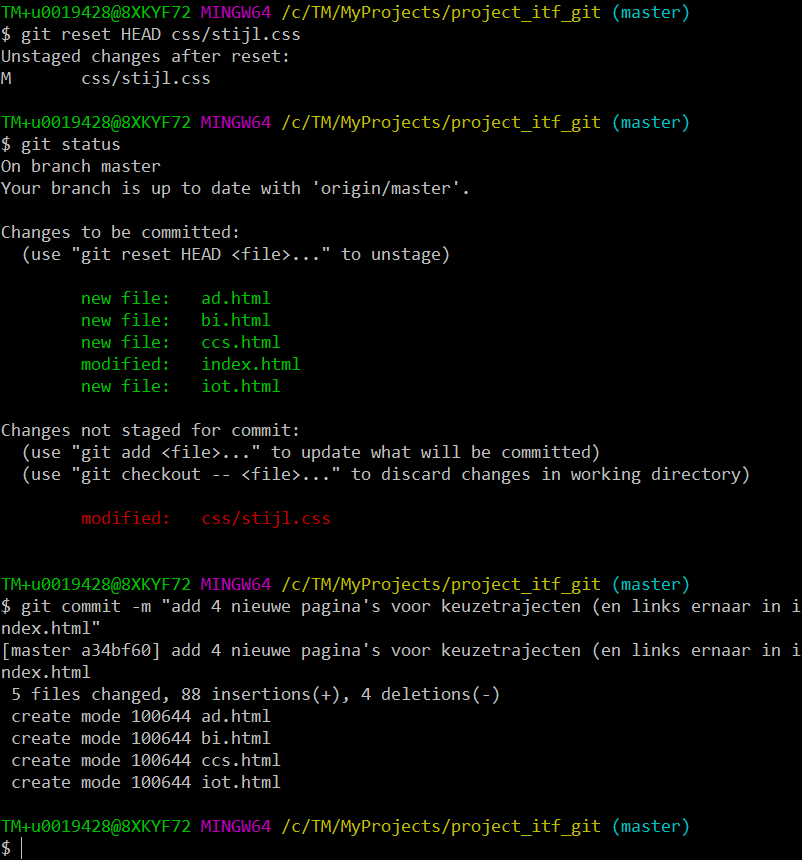 TM+u0019428@8XKYF72 MINGW64 /c/TM/MyProjects/project_itf_git (master)
$ git reset HEAD css/stijl.css
Unstaged changes after reset:
M       css/stijl.css

TM+u0019428@8XKYF72 MINGW64 /c/TM/MyProjects/project_itf_git (master)
$ git status
On branch master
Your branch is up to date with 'origin/master'.

Changes to be committed:
  (use "git reset HEAD <file>..." to unstage)

        new file:   ad.html
        new file:   bi.html
        new file:   ccs.html
        modified:   index.html
        new file:   iot.html

Changes not staged for commit:
  (use "git add <file>..." to update what will be committed)
  (use "git checkout -- <file>..." to discard changes in working directory)

        modified:   css/stijl.css


TM+u0019428@8XKYF72 MINGW64 /c/TM/MyProjects/project_itf_git (master)
$ git commit -m "add 4 nieuwe pagina's voor keuzetrajecten (en links ernaar in i
ndex.html"
[master a34bf60] add 4 nieuwe pagina's voor keuzetrajecten (en links ernaar in i
ndex.html
 5 files changed, 88 insertions(+), 4 deletions(-)
 create mode 100644 ad.html
 create mode 100644 bi.html
 create mode 100644 ccs.html
 create mode 100644 iot.html

TM+u0019428@8XKYF72 MINGW64 /c/TM/MyProjects/project_itf_git (master)
$